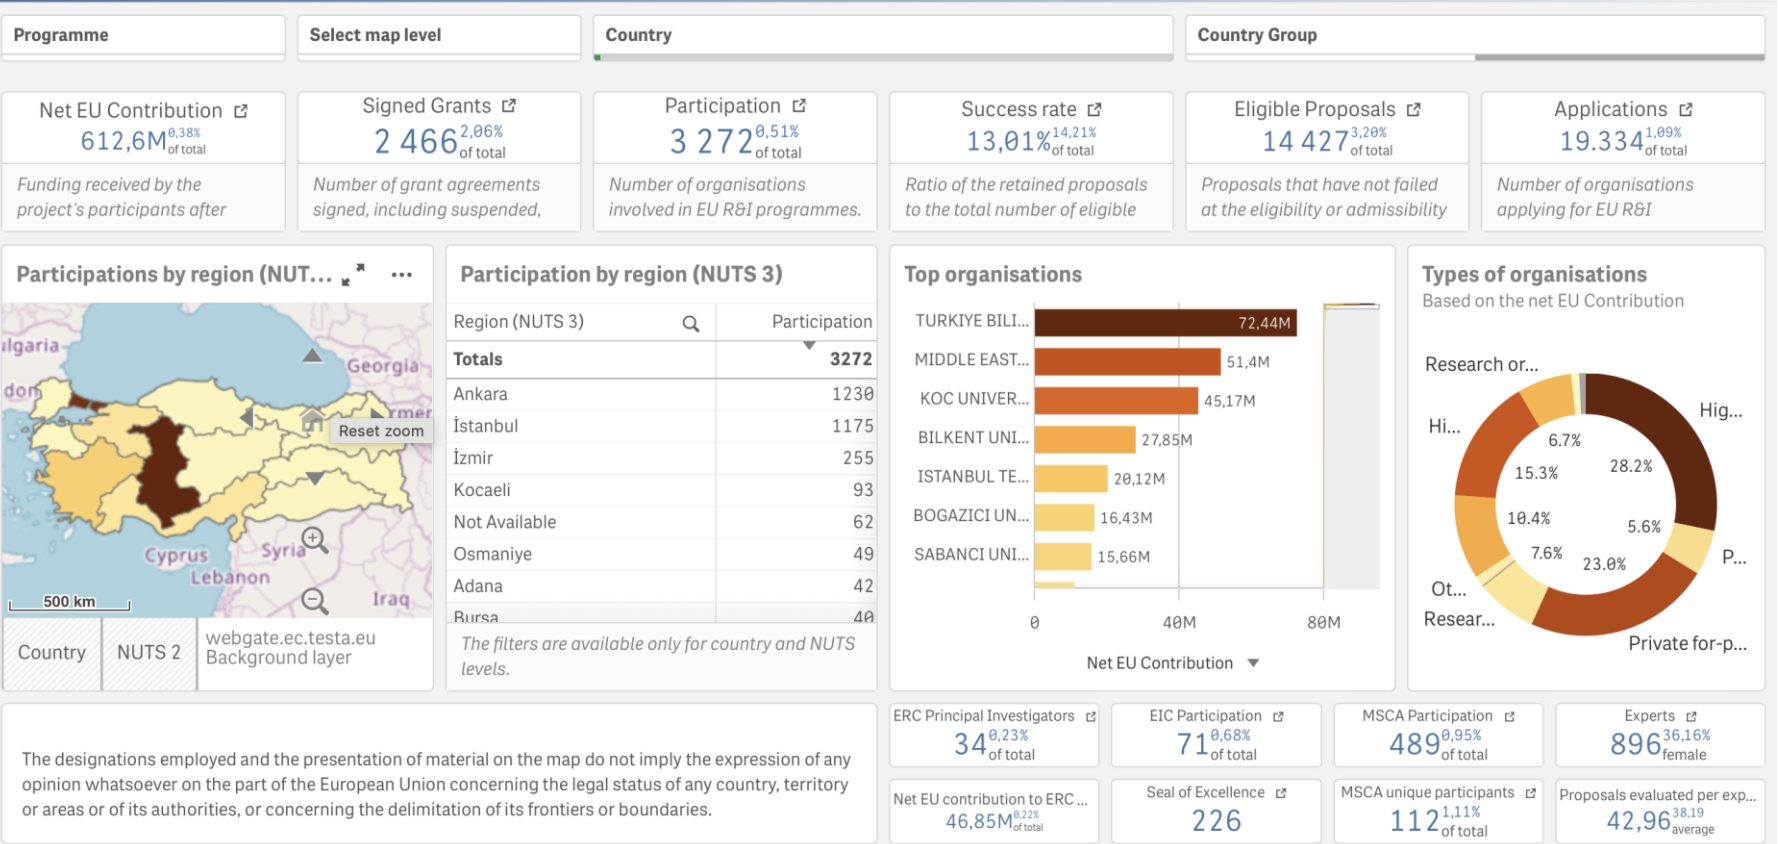 Programme
Select map level
Country
Country Group
Net EU Contribution
612,6M 0,38% of total
Funding received by the
project's participants after
Signed Grants
2 466 2,06% of total
Number of grant agreements
signed, including suspended,
Participation
3 272 0,51% of total
Number of organisations
involved in EU R&I programmes.
Success rate
13,01% 14,21% of total
Ratio of the retained proposals
to the total number of eligible
Eligible Proposals
14 427 3,20% of total
Proposals that have not failed
at the eligibility or admissibility
Applications
19.334 1,09% of total
Number of organisations
applying for EU R&I
Participations by region (NUT...
ulgaria
Georgia
don
rmen
Reset zoom
Cyprus
Syria
Lebanon
Iraq
500 km
Country
NUTS 2
webgate.ec.testa.eu
Background layer
Participation by region (NUTS 3)
Region (NUTS 3) Participation
Totals 3272
Ankara 1230
İstanbul 1175
İzmir 255
Kocaeli 93
Not Available 62
Osmaniye 49
Adana 42
Bursa 40
The filters are available only for country and NUTS
levels.
Top organisations
TURKIYE BILI... 72,44M
MIDDLE EAST... 51,4M
KOC UNIVER... 45,17M
BILKENT UNI... 27,85M
ISTANBUL TE... 20,12M
BOGAZICI UN... 16,43M
SABANCI UNI... 15,66M
0 40M 80M
Net EU Contribution
Types of organisations
Based on the net EU Contribution
Research or...
Hig...
Hi...
6.7%
28.2%
15.3%
10.4%
5.6%
7.6%
23.0%
P...
Ot...
Resear...
Private for-p...
The designations employed and the presentation of material on the map do not imply the expression of any
opinion whatsoever on the part of the European Union concerning the legal status of any country, territory
or areas or of its authorities, or concerning the delimitation of its frontiers or boundaries.
ERC Principal Investigators
34 0,23% of total
EIC Participation
71 0,68% of total
MSCA Participation
489 0,95% of total
Experts
896 36,16% female
Net EU contribution to ERC ...
46,85M 0,22% of total
Seal of Excellence
226
MSCA unique participants
112 1,11% of total
Proposals evaluated per exp...
42,96 38,19 average